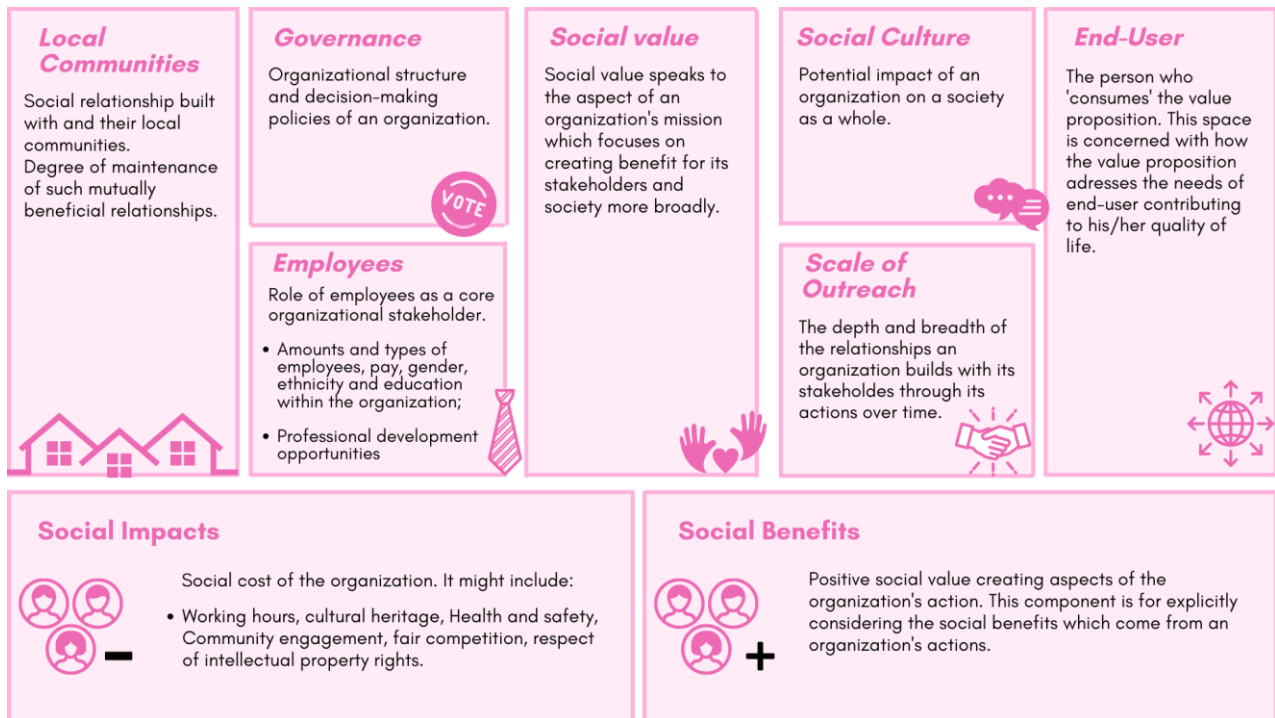 Local
Communities
Social relationship built
with and their local
communities.
Degree of maintenance
of such mutually
beneficial relationships.
Governance
Organizational structure
and decision-making
policies of an organization.
VOTE
Employees
Role of employees as a core
organizational stakeholder.
• Amounts and types of
employees, pay, gender,
ethnicity and education
within the organization;
• Professional development
opportunities
Social value
Social value speaks to
the aspect of an
organization's mission
which focuses on
creating benefit for its
stakeholders and
society more broadly.
Social Culture
Potential impact of an
organization on a society
as a whole.
Scale of
Outreach
The depth and breadth of
the relationships an
organization builds with its
stakeholdes through its
actions over time.
End-User
The person who
'consumes' the value
proposition. This space
is concerned with how
the value proposition
adresses the needs of
end-user contributing
to his/her quality of
life.
Social Impacts
Social cost of the organization. It might include:
• Working hours, cultural heritage, Health and safety,
Community engagement, fair competition, respect
of intellectual property rights.
Social Benefits
Positive social value creating aspects of the
organization's action. This component is for explicitly
considering the social benefits which come from an
organization's actions.